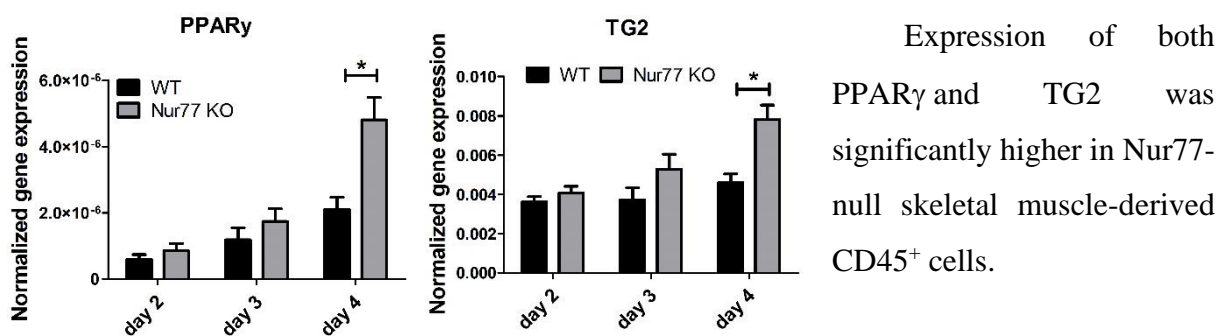 PPARγ
Normalized gene expression
6.0×10⁻⁶
4.0×10⁻⁶
2.0×10⁻⁶
0
WT
Nur77 KO
*
day 2
day 3
day 4
TG2
Normalized gene expression
0.010
0.008
0.006
0.004
0.002
0.000
WT Nur77 KO
*
day 2
day 3
day 4
Expression of both
PPARγ and TG2 was
significantly higher in Nur77-
null skeletal muscle-derived
CD45⁺ cells.